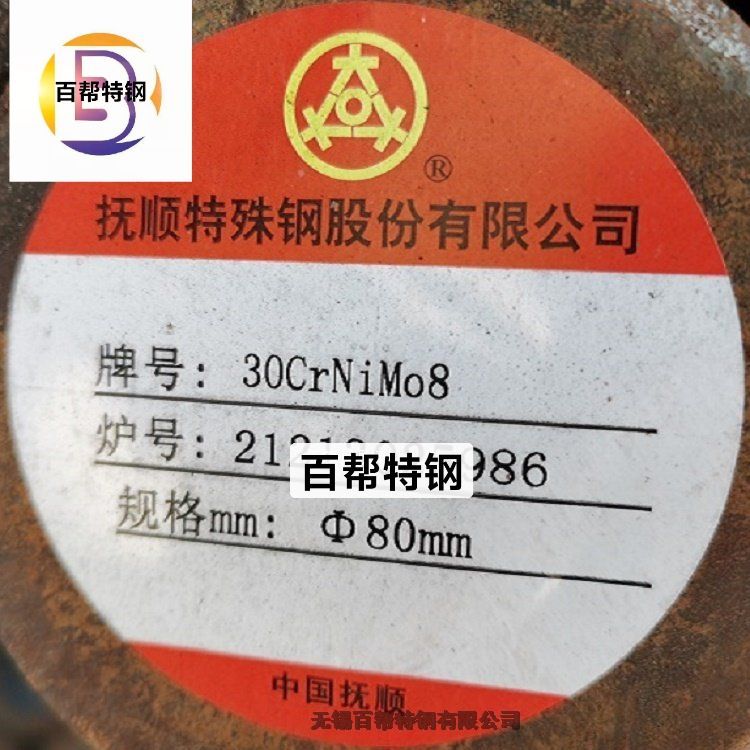 百帮特钢
®
抚顺特殊钢股份有限公司
牌号: 30CrNiMo8
炉号:
百帮特钢
规格mm: Φ80mm
中国抚顺
无锡百帮特钢有限公司